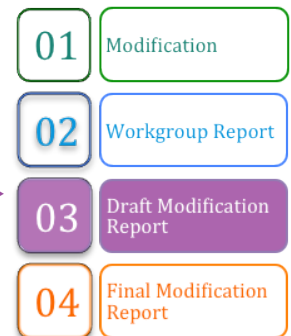 01
Modification
02
Workgroup Report
03
Draft Modification
Report
04
Final Modification
Report